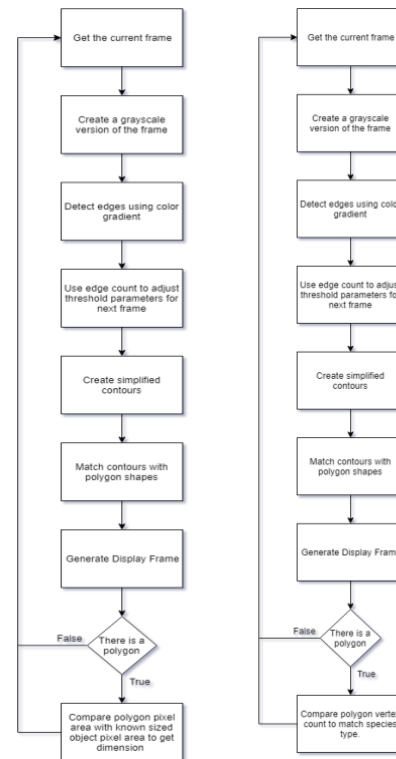 Get the current frame
Create a grayscale
version of the frame
Detect edges using color
gradient
Use edge count to adjust
threshold parameters for
next frame
Create simplified
contours
Match contours with
polygon shapes
Generate Display Frame
False
There is a
polygon
True
Compare polygon pixel
area with known sized
object pixel area to get
dimension
Get the current frame
Create a grayscale
version of the frame
Detect edges using
gradient
Use edge count to
threshold parameters
next frame
Create simplified
contours
Match contours with
polygon shapes
Generate Display
False
There is a
polygon
True
Compare polygon
count to match species
type.